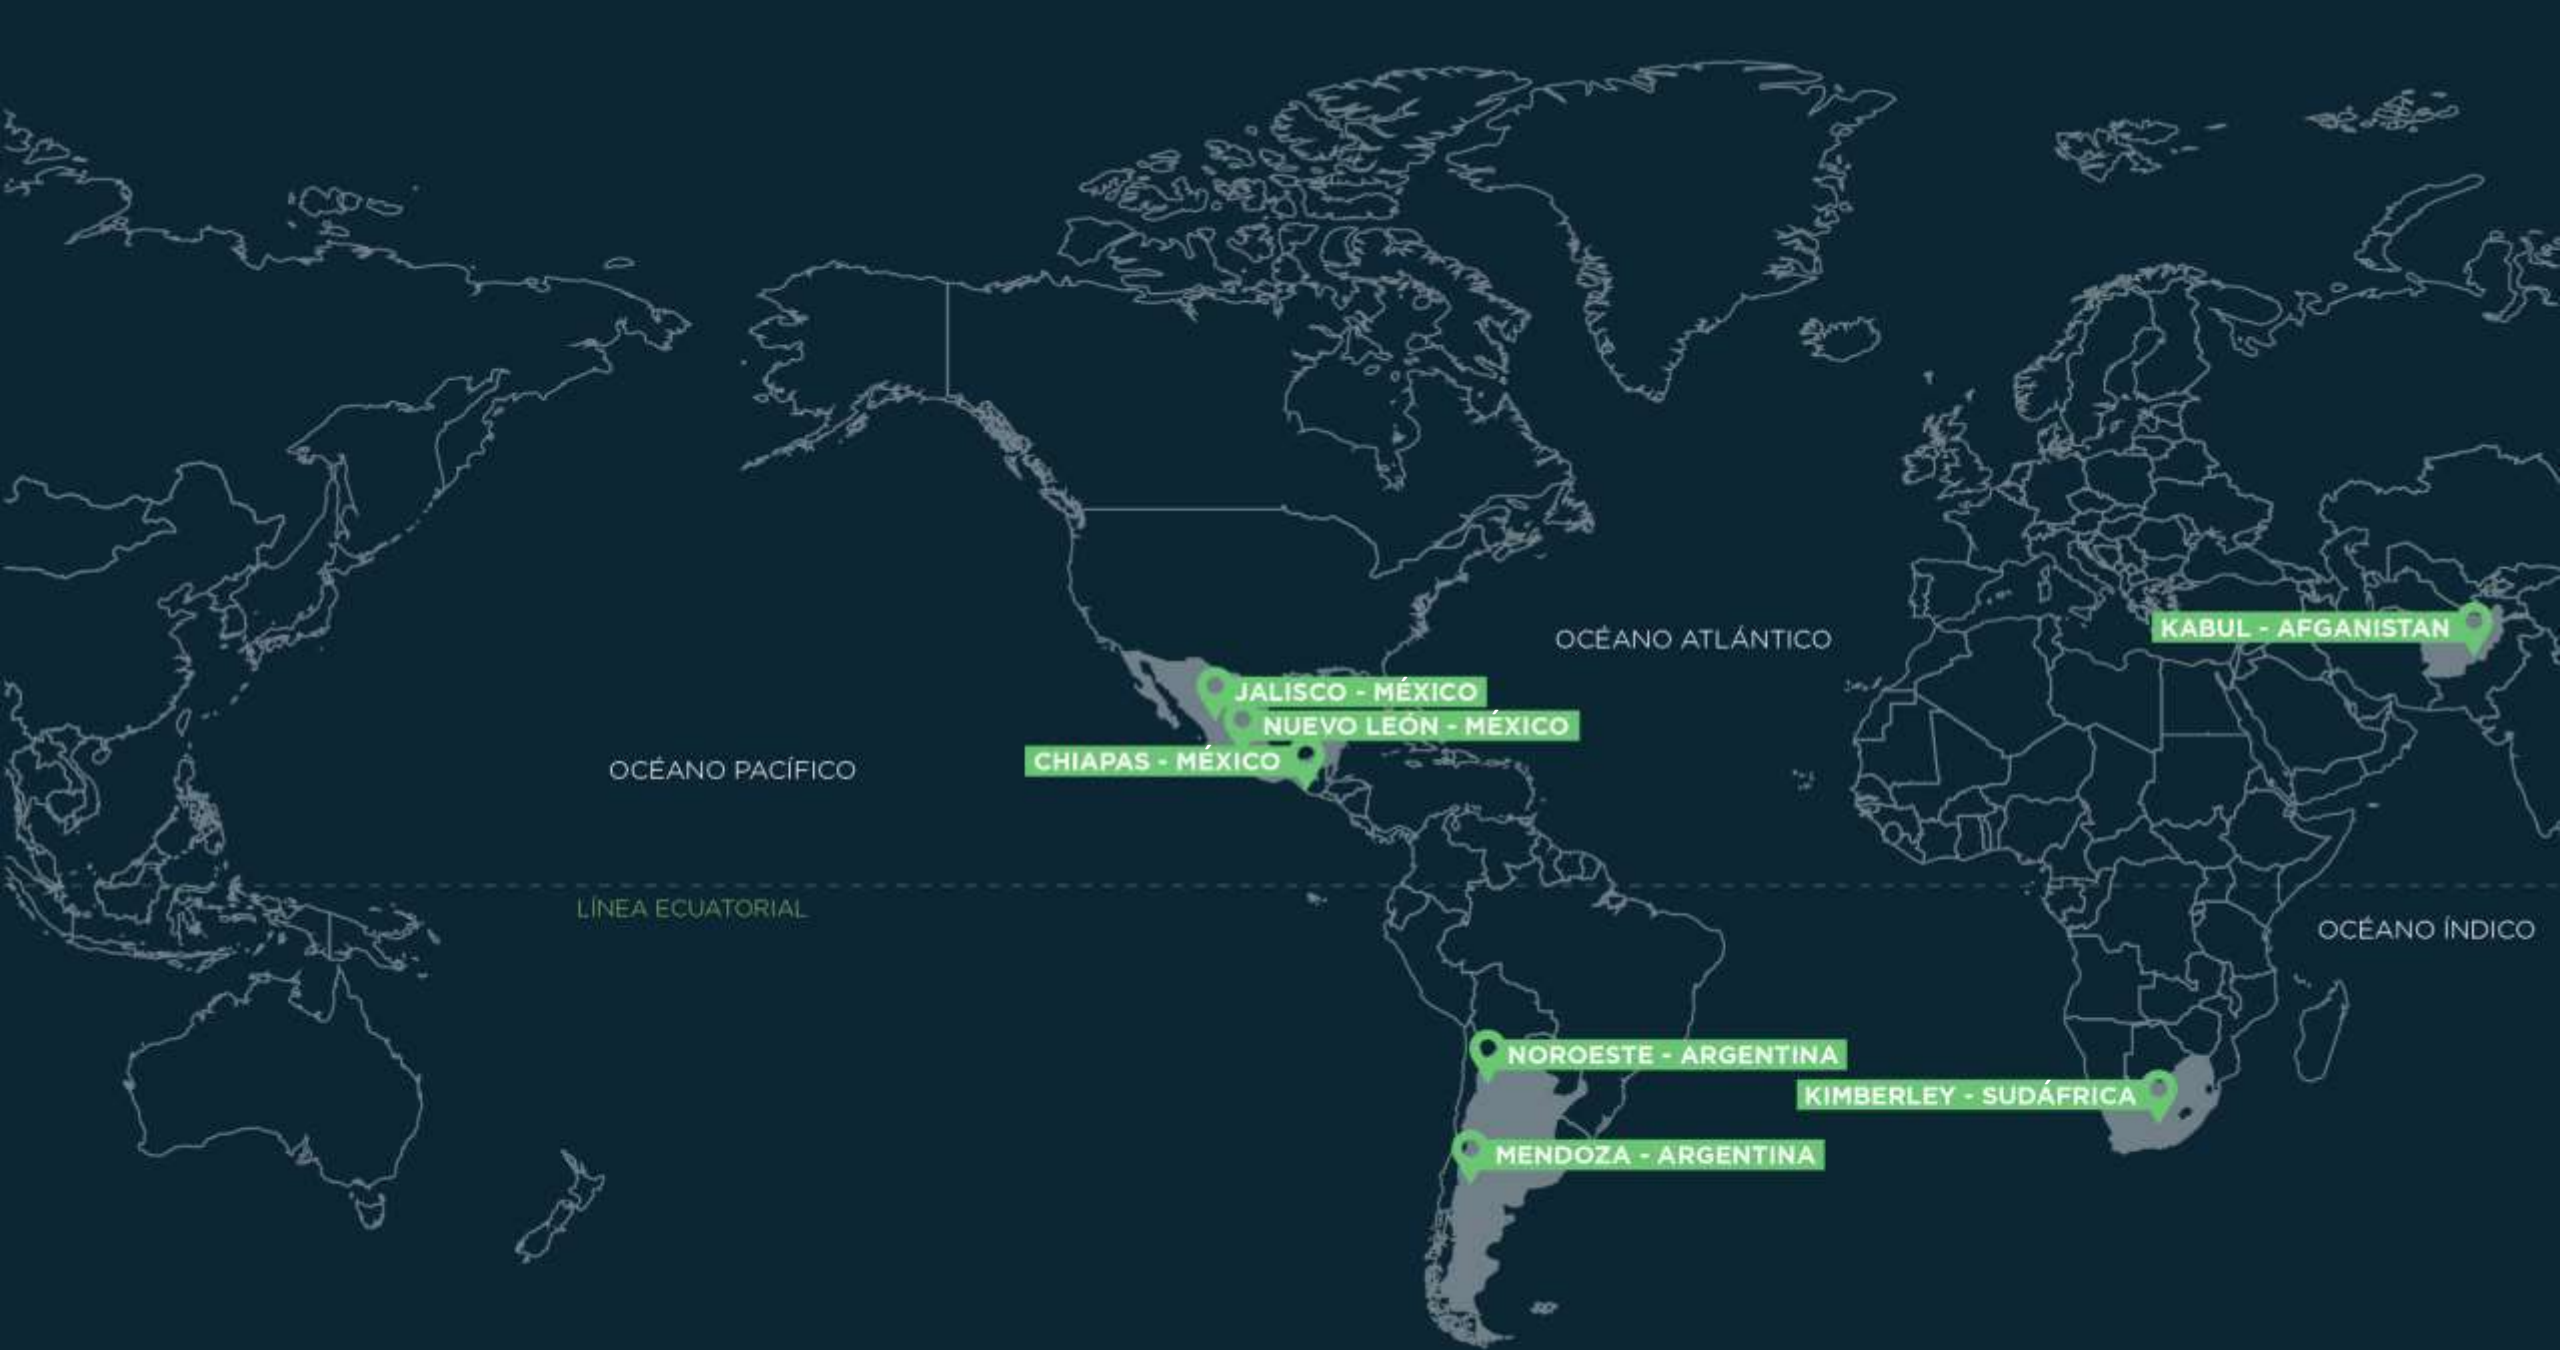 OCÉANO ATLÁNTICO
KABUL - AFGANISTAN
JALISCO - MÉXICO
NUEVO LEÓN - MÉXICO
CHIAPAS - MÉXICO
OCÉANO PACÍFICO
LÍNEA ECUATORIAL
OCÉANO ÍNDICO
NOROESTE - ARGENTINA
KIMBERLEY - SUDÁFRICA
MENDOZA - ARGENTINA